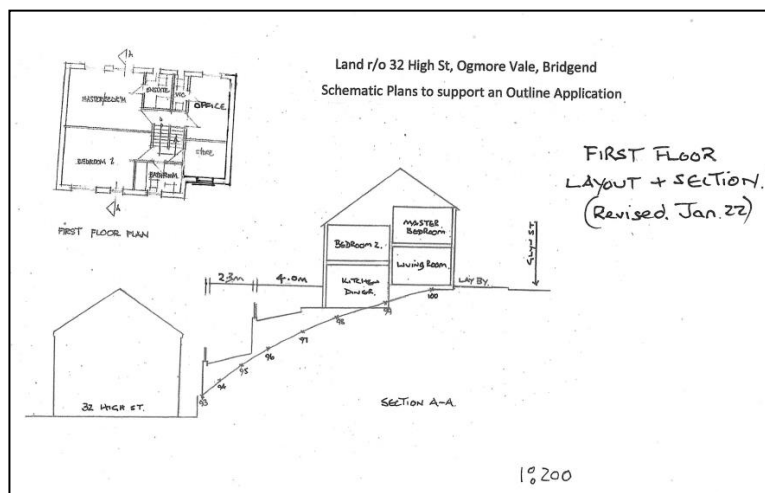 Land r/o 32 High St, Ogmore Vale, Bridgend
Schematic Plans to support an Outline Application
FIRST FLOOR
LAYOUT + SECTION.
(Revised. Jan. 22)
A
MASTER/BDR'M
ENSUITE
WC
OFFICE
BEDROOM 2
BATHROOM
STORE
A
FIRST FLOOR PLAN
MASTER BEDROOM
BEDROOM 2.
LIVING ROOM
KITCHEN DINER.
LAY BY.
GLYN ST.
2.3m
4.0m
100
99
98
97
96
95
94
93
32 HIGH ST.
SECTION A-A.
1:200